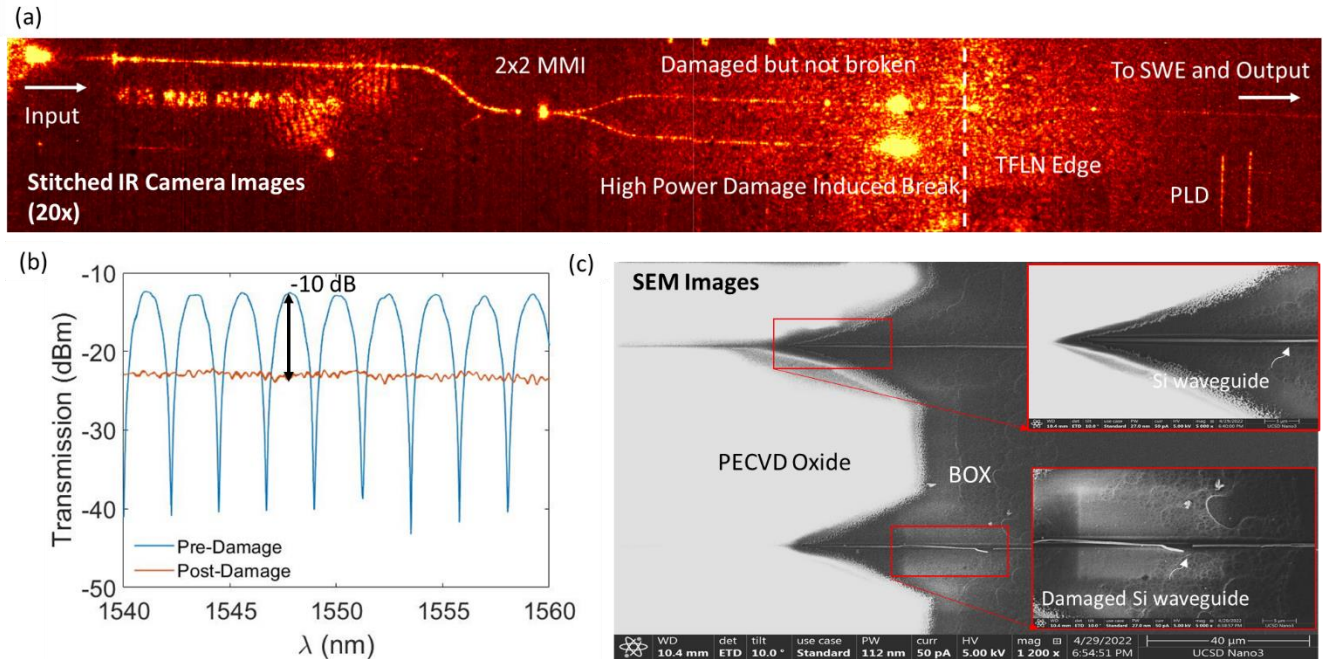 (a)
2x2 MMI
Damaged but not broken
To SWE and Output
Input
Stitched IR Camera Images
(20x)
High Power Damage Induced Break
TFLN Edge
PLD
(b)
-10
-20
-30
-40
-50
Transmission (dBm)
-10 dB
Pre-Damage
Post-Damage
1540 1545 1550 1555 1560
λ (nm)
(c)
SEM Images
Si waveguide
PECVD Oxide
BOX
Damaged Si waveguide
WD det tilt use case PW curr HV mag 4/29/2022 40 μm
10.4 mm ETD 10.0 ° Standard 112 nm 50 pA 5.00 kV 1 200 x 6:54:51 PM UCSD Nano3